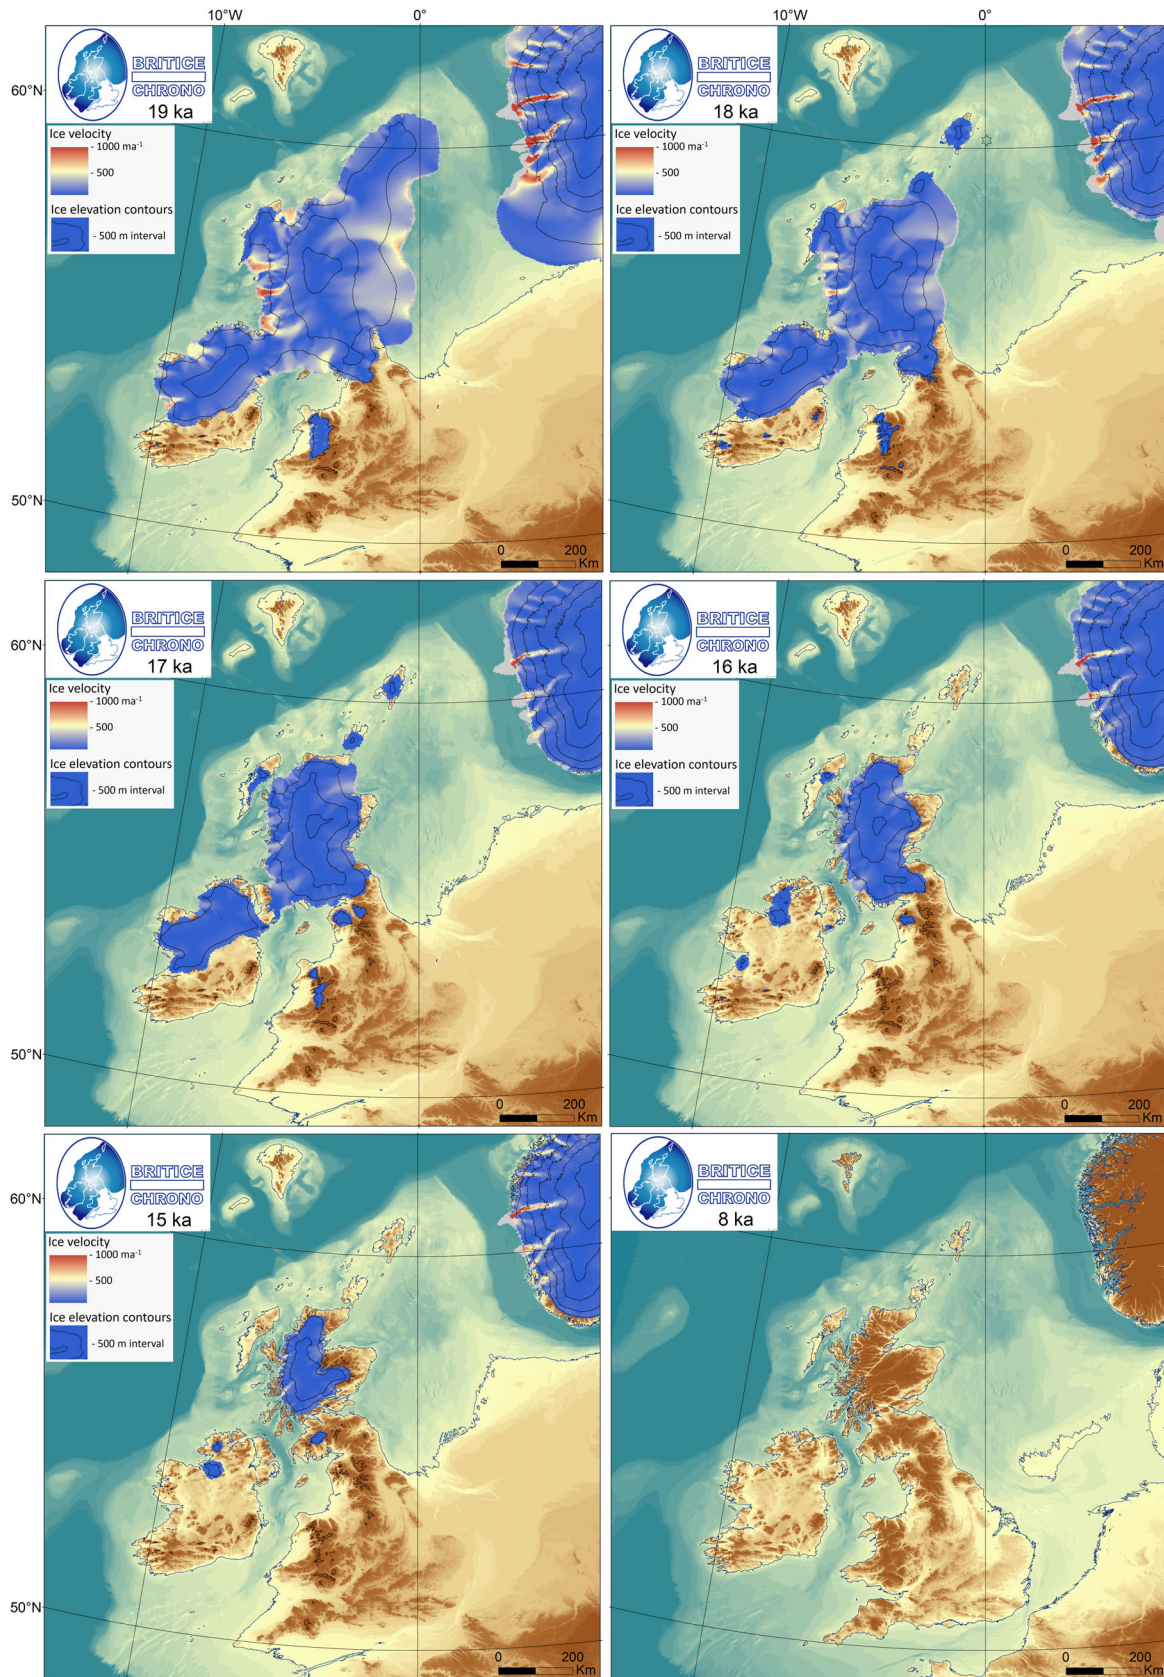 10°W 0° 10°W 0°
60°N
BRITICE
CHRONO
19 ka
Ice velocity
- 1000 ma⁻¹
- 500
Ice elevation contours
- 500 m interval
50°N
0 200
Km
BRITICE
CHRONO
18 ka
Ice velocity
- 1000 ma⁻¹
- 500
Ice elevation contours
- 500 m interval
0 200
Km
60°N
BRITICE
CHRONO
17 ka
Ice velocity
- 1000 ma⁻¹
- 500
Ice elevation contours
- 500 m interval
50°N
0 200
Km
BRITICE
CHRONO
16 ka
Ice velocity
- 1000 ma⁻¹
- 500
Ice elevation contours
- 500 m interval
0 200
Km
60°N
BRITICE
CHRONO
15 ka
Ice velocity
- 1000 ma⁻¹
- 500
Ice elevation contours
- 500 m interval
50°N
0 200
Km
BRITICE
CHRONO
8 ka
0 200
Km